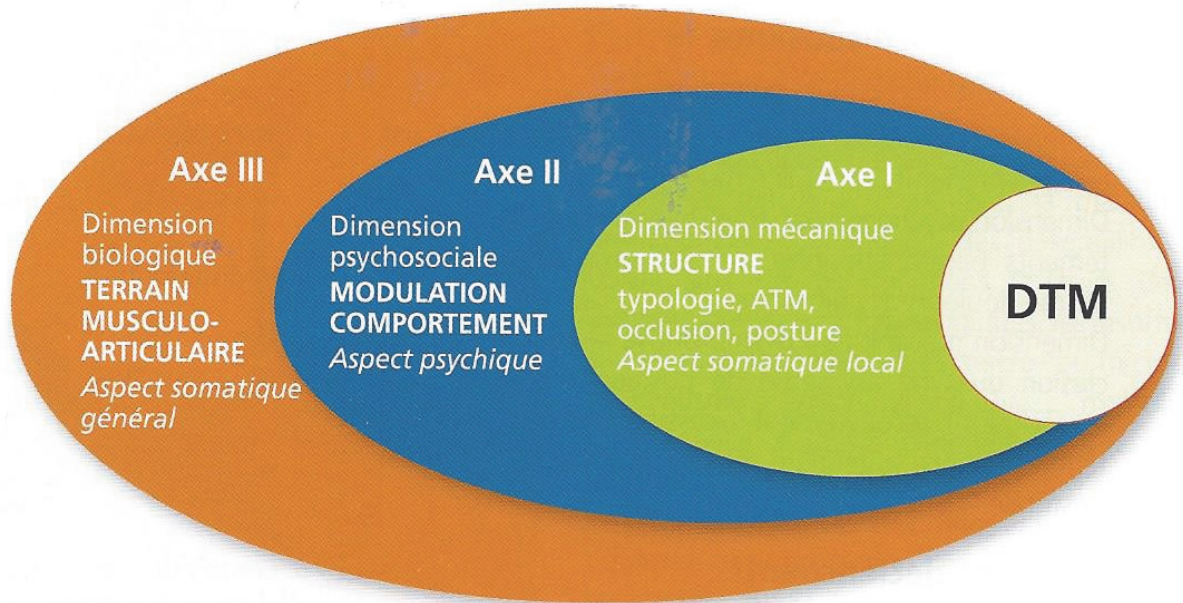 Axe III
Dimension
biologique
TERRAIN
MUSCULO-
ARTICULAIRE
Aspect somatique
général
Axe II
Dimension
psychosociale
MODULATION
COMPORTEMENT
Aspect psychique
Axe I
Dimension mécanique
STRUCTURE
typologie, ATM,
occlusion, posture
Aspect somatique local
DTM